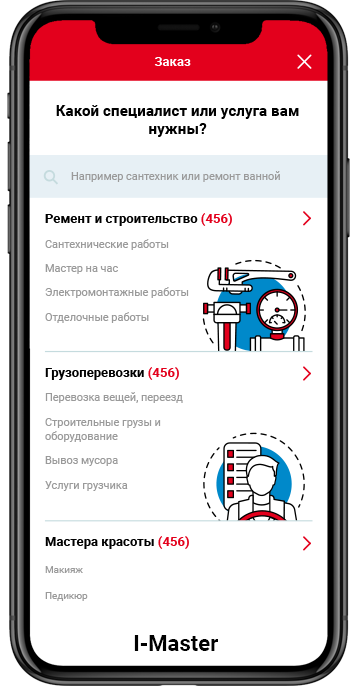 Заказ
Какой специалист или услуга вам
нужны?
Например сантехник или ремонт ванной
Ремонт и строительство (456)
Сантехнические работы
Мастер на час
Электромонтажные работы
Отделочные работы
Грузоперевозки (456)
Перевозка вещей, переезд
Строительные грузы и
оборудование
Вывоз мусора
Услуги грузчика
Мастера красоты (456)
Макияж
Педикюр
I-Master